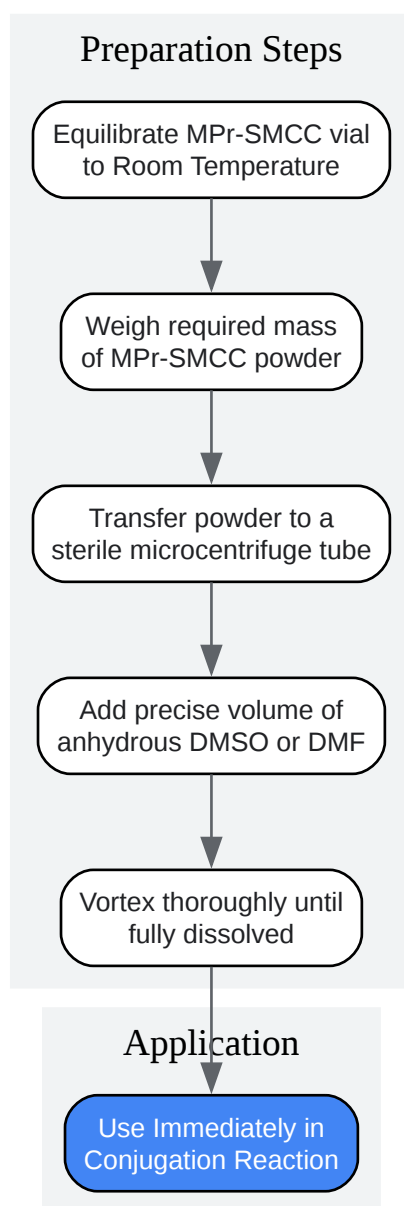 Preparation Steps
Equilibrate MPr-SMCC vial
to Room Temperature
Weigh required mass
of MPr-SMCC powder
Transfer powder to a
sterile microcentrifuge tube
Add precise volume of
anhydrous DMSO or DMF
Vortex thoroughly until
fully dissolved
Application
Use Immediately in
Conjugation Reaction